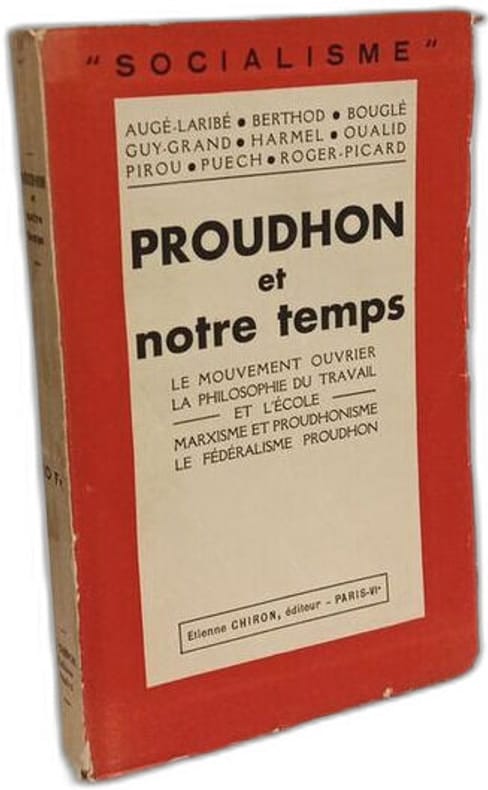 "SOCIALISME"
AUGÉ-LARIBÉ • BERTHOD • BOUGLÉ
GUY-GRAND • HARMEL • OUALID
PIROU • PUECH • ROGER-PICARD
PROUDHON
et
notre temps
LE MOUVEMENT OUVRIER
LA PHILOSOPHIE DU TRAVAIL
ET L'ÉCOLE
MARXISME ET PROUDHONISME
LE FÉDÉRALISME PROUDHON
Etienne CHIRON, éditeur - PARIS-VIe